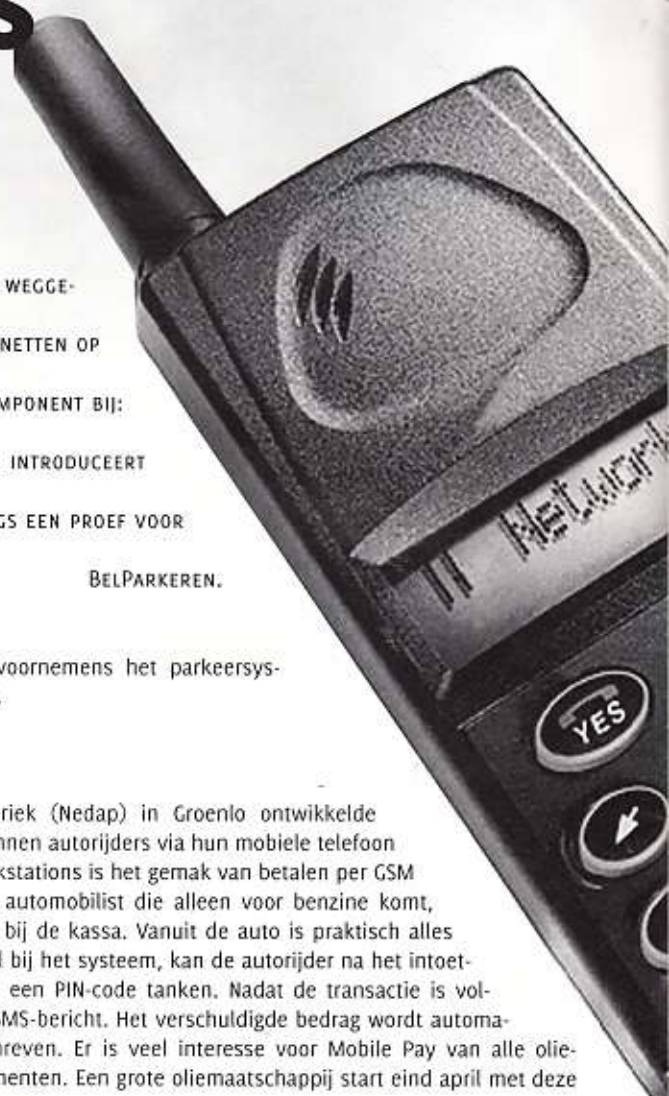 S
WEGGE-
NETTEN OP
MPONENT BIJ:
INTRODUCEERT
GS EEN PROEF VOOR
BELPARKEREN.
voornemens het parkeersys-
riek (Nedap) in Groenlo ontwikkelde
nnen autorijders via hun mobiele telefoon
kstations is het gemak van betalen per GSM
automobilist die alleen voor benzine komt,
bij de kassa. Vanuit de auto is praktisch alles
l bij het systeem, kan de autorijder na het intoet-
een PIN-code tanken. Nadat de transactie is vol-
SMS-bericht. Het verschuldigde bedrag wordt automa-
hreven. Er is veel interesse voor Mobile Pay van alle olie-
menten. Een grote oliemaatschappij start eind april met deze
Network
YES